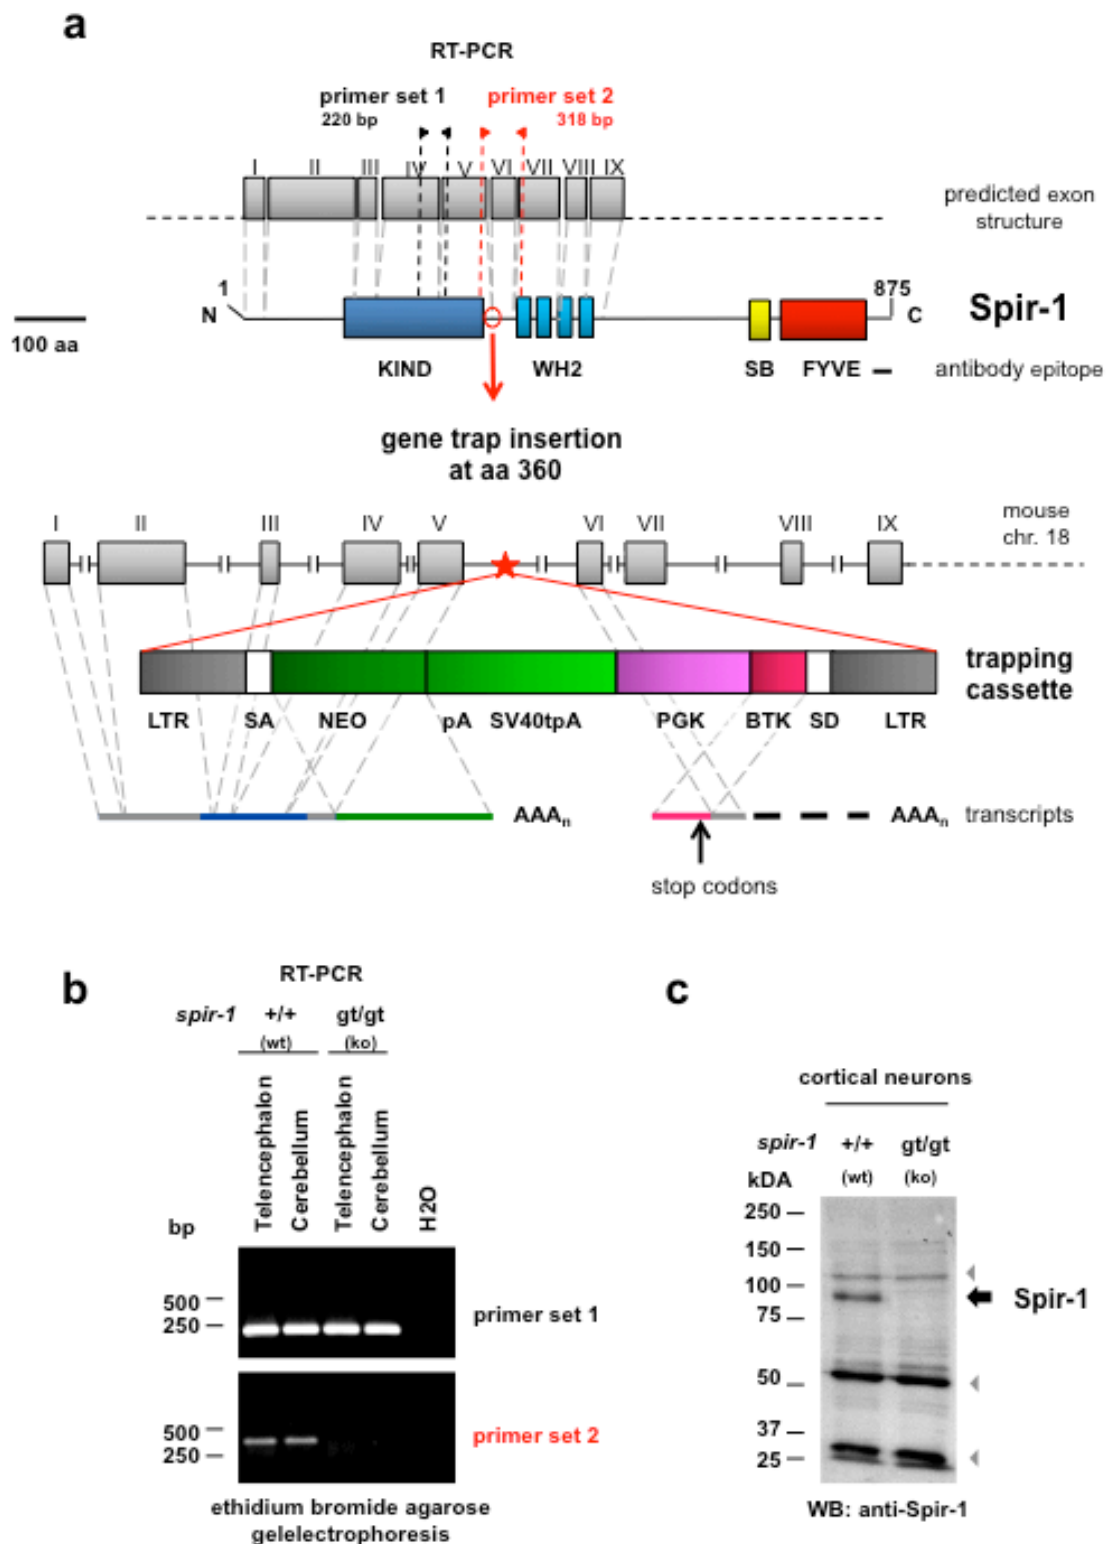 a
RT-PCR
primer set 1 primer set 2
220 bp 318 bp
I II III IV V VI VII VIII IX
predicted exon
structure
1 875
N C Spir-1
100 aa
KIND WH2 SB FYVE antibody epitope
gene trap insertion
at aa 360
I II III IV V VI VII VIII IX
mouse
chr. 18
trapping
cassette
LTR SA NEO pA SV40tpA PGK BTK SD LTR
AAAn AAAn transcripts
stop codons
b
RT-PCR
spir-1 +/+ gt/gt
(wt) (ko)
Telencephalon
Cerebellum
Telencephalon
Cerebellum
H2O
bp
500
250
primer set 1
500
250
primer set 2
ethidium bromide agarose
gelelectrophoresis
c
cortical neurons
spir-1 +/+ gt/gt
kDA (wt) (ko)
250
150
100
75
50
37
25
Spir-1
WB: anti-Spir-1